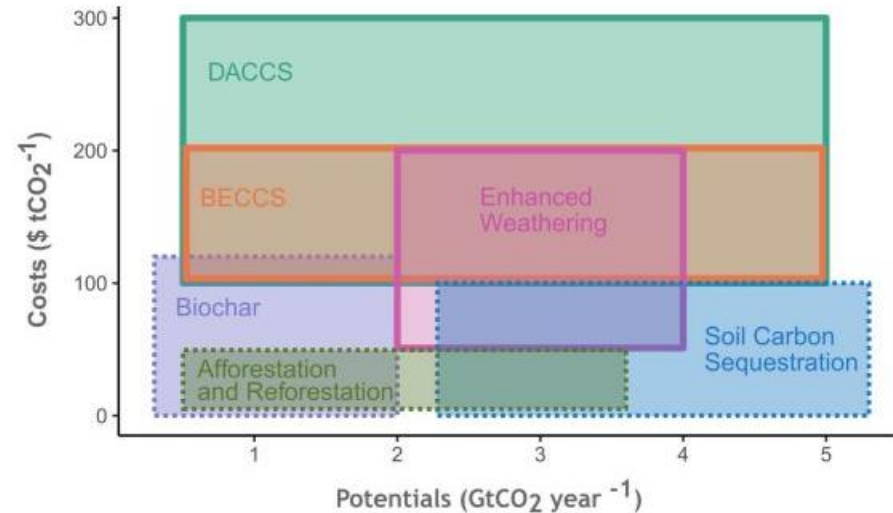 300
200
100
0
Costs ($ tCO₂⁻¹)
DACCS
BECCS
Enhanced
Weathering
Biochar
Soil Carbon
Sequestration
Afforestation
and Reforestation
1
2
3
4
5
Potentials (GtCO₂ year ⁻¹)